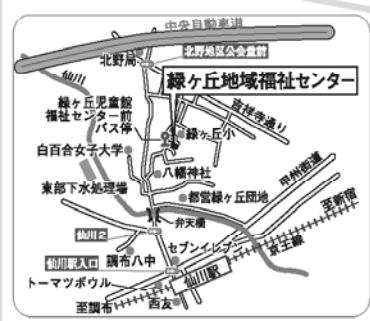 中央自動車道
北野地区公会堂前
北野局
仙川
緑ヶ丘地域福祉センター
緑ヶ丘児童館
福祉センター前
バス停
吉祥寺通り
緑ヶ丘小
白百合女子大学
八幡神社
甲州街道
東部下水処理場
都営緑ヶ丘団地
至新宿
弁天橋
仙川2
京王線
セブンイレブン
調布八中
仙川駅入口
仙川駅
トーマツボウル
西友
至調布